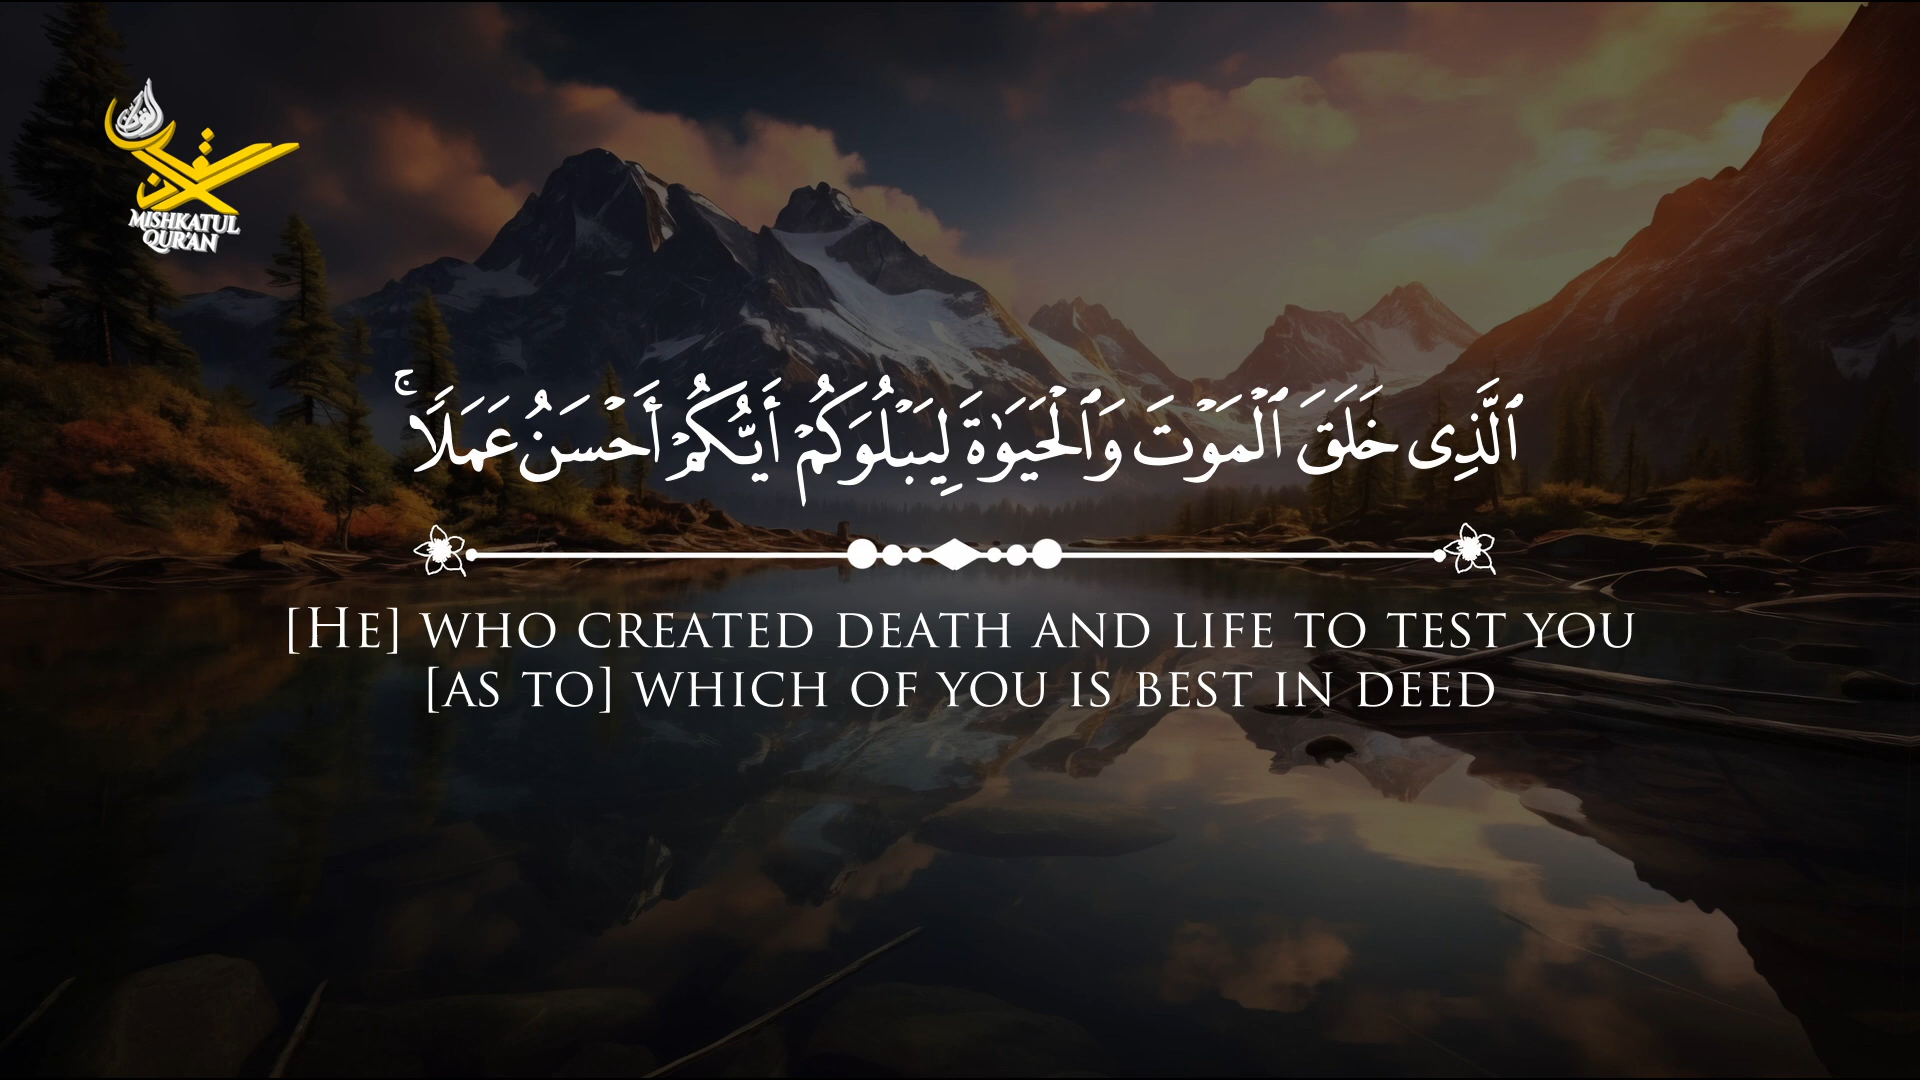 MISHKATUL
QUR'AN
ٱلَّذِى خَلَقَ ٱلْمَوْتَ وَٱلْحَيَوٰةَ لِيَبْلُوَكُمْ أَيُّكُمْ أَحْسَنُ عَمَلًا ۚ
[HE] WHO CREATED DEATH AND LIFE TO TEST YOU
[AS TO] WHICH OF YOU IS BEST IN DEED